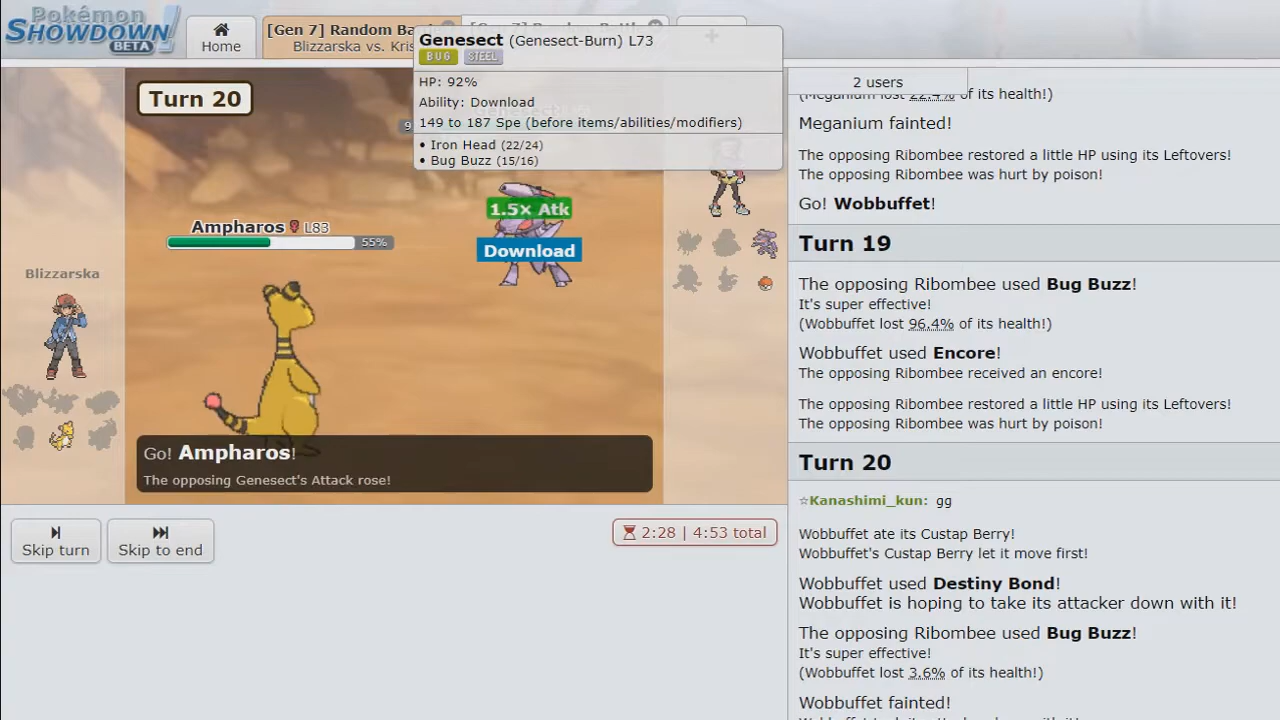 Pokémon
SHOWDOWN!
BETA
Home
[Gen 7] Random Ba
Blizzarska vs. Kris
Genesect (Genesect-Burn) L73
BUG STEEL
HP: 92%
Ability: Download
149 to 187 Spe (before items/abilities/modifiers)
• Iron Head (22/24)
• Bug Buzz (15/16)
Turn 20
1.5× Atk
Download
Ampharos L83
55%
Blizzarska
Go! Ampharos!
The opposing Genesect's Attack rose!
Skip turn
Skip to end
2:28 | 4:53 total
2 users
(Meganium lost 22.4% of its health!)
Meganium fainted!
The opposing Ribombee restored a little HP using its Leftovers!
The opposing Ribombee was hurt by poison!
Go! Wobbuffet!
Turn 19
The opposing Ribombee used Bug Buzz!
It's super effective!
(Wobbuffet lost 96.4% of its health!)
Wobbuffet used Encore!
The opposing Ribombee received an encore!
The opposing Ribombee restored a little HP using its Leftovers!
The opposing Ribombee was hurt by poison!
Turn 20
☆Kanashimi_kun: gg
Wobbuffet ate its Custap Berry!
Wobbuffet's Custap Berry let it move first!
Wobbuffet used Destiny Bond!
Wobbuffet is hoping to take its attacker down with it!
The opposing Ribombee used Bug Buzz!
It's super effective!
(Wobbuffet lost 3.6% of its health!)
Wobbuffet fainted!